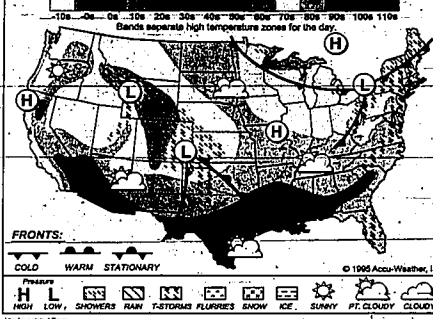 -10s -0s 0s 10s 20s 30s 40s 50s 60s 70s 80s 90s 100s 110s
Bands separate high temperature zones for the day.
H
L
H
L
H
L
FRONTS:
COLD WARM STATIONARY
© 1995 Accu-Weather, I
Pressure
H L
HIGH LOW SHOWERS RAIN T-STORMS FLURRIES SNOW ICE SUNNY PT. CLOUDY CLOUDY